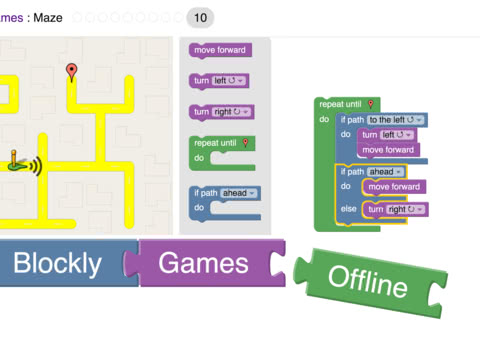 ames : Maze 10
move forward
turn left ↻
turn right ↻
repeat until
do
if path ahead
do
repeat until
do if path to the left ↻
do turn left ↻
move forward
if path ahead
do move forward
else turn right ↻
Blockly Games Offline